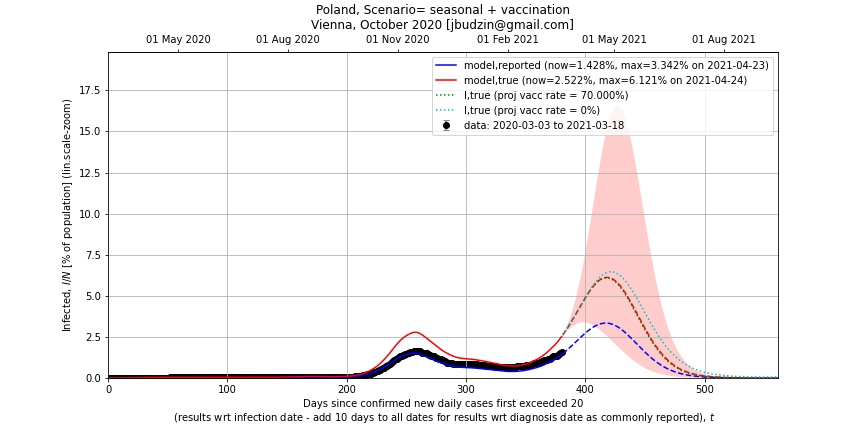 Poland, Scenario= seasonal + vaccination
Vienna, October 2020 [jbudzin@gmail.com]
01 May 2020 01 Aug 2020 01 Nov 2020 01 Feb 2021 01 May 2021 01 Aug 2021
model,reported (now=1.428%, max=3.342% on 2021-04-23)
model,true (now=2.522%, max=6.121% on 2021-04-24)
I,true (proj vacc rate = 70.000%)
I,true (proj vacc rate = 0%)
data: 2020-03-03 to 2021-03-18
Infected, I/N [% of population] (lin.scale-zoom)
17.5
15.0
12.5
10.0
7.5
5.0
2.5
0.0
0 100 200 300 400 500
Days since confirmed new daily cases first exceeded 20
(results wrt infection date - add 10 days to all dates for results wrt diagnosis date as commonly reported), t